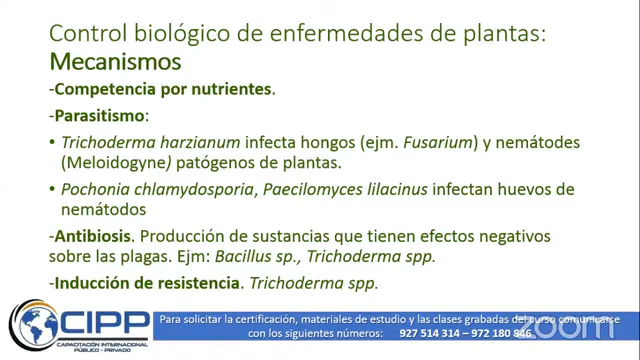 Control biológico de enfermedades de plantas:
Mecanismos
-Competencia por nutrientes.
-Parasitismo:
• Trichoderma harzianum infecta hongos (ejm. Fusarium) y nemátodes
(Meloidogyne) patógenos de plantas.
• Pochonia chlamydosporia, Paecilomyces lilacinus infectan huevos de
nemátodos
-Antibiosis. Producción de sustancias que tienen efectos negativos
sobre las plagas. Ejm: Bacillus sp., Trichoderma spp.
-Inducción de resistencia. Trichoderma spp.
CIPP
CAPACITACIÓN INTERNACIONAL
PÚBLICO - PRIVADO
Para solicitar la certificación, materiales de estudio y las clases grabadas del curso comunicarse
con los siguientes números: 927 514 314 – 972 180 846
zoom